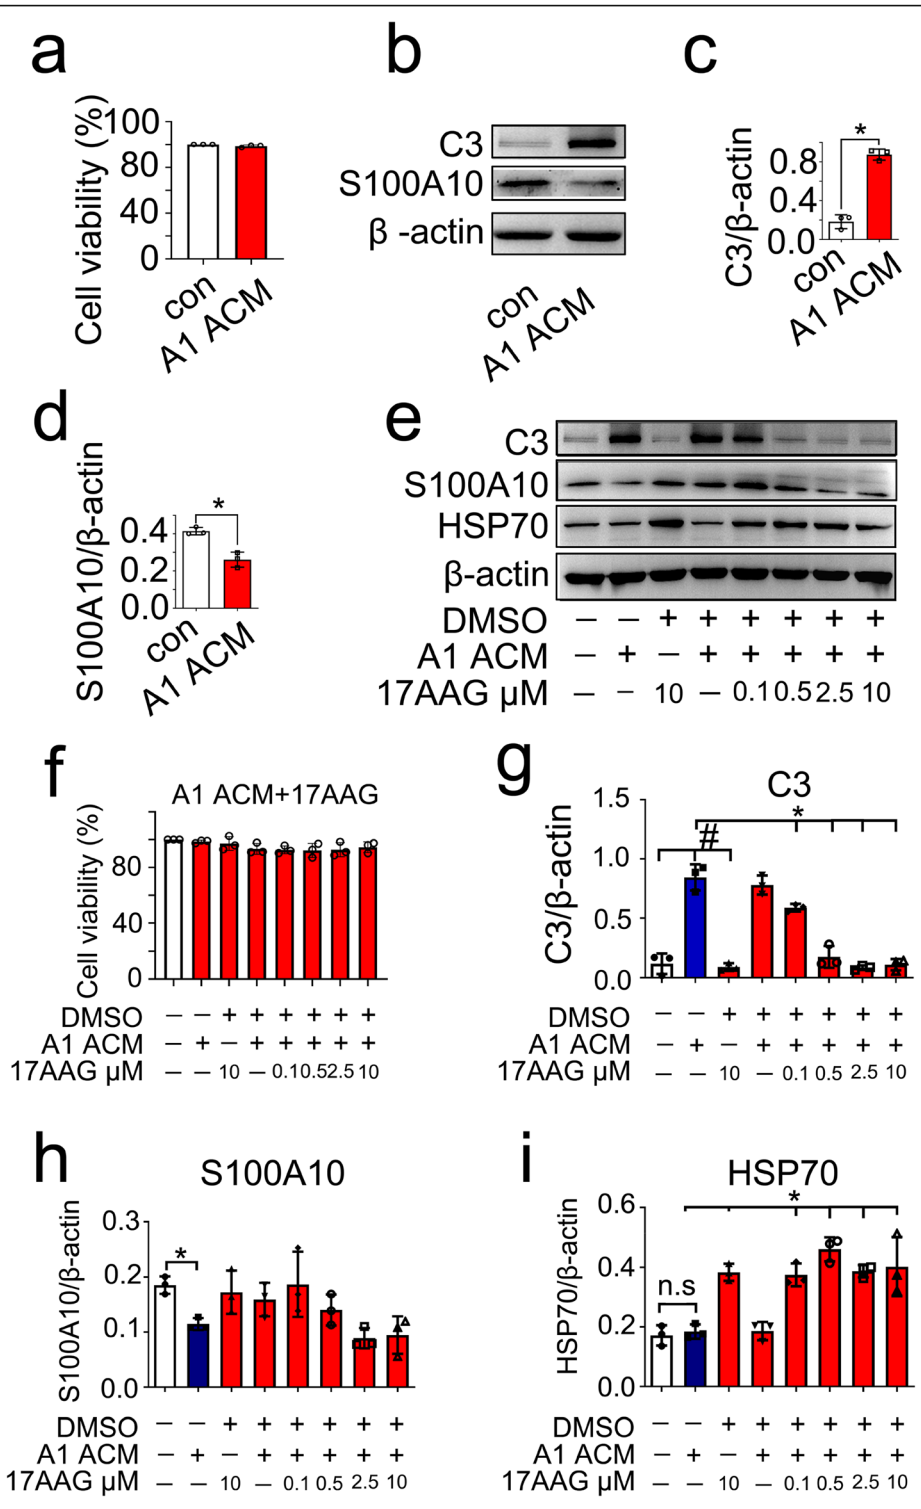 a
Cell viability (%)
100
80
40
0
con
A1 ACM
b
C3
S100A10
β -actin
con
A1 ACM
c
C3/β-actin
*
0.8
0.4
0.0
con
A1 ACM
d
S100A10/β-actin
*
0.4
0.2
0.0
con
A1 ACM
e
C3
S100A10
HSP70
β-actin
DMSO — — + + + + + +
A1 ACM — + — + + + + +
17AAG μM — — 10 — 0.1 0.5 2.5 10
f
A1 ACM+17AAG
Cell viability (%)
80
40
0
DMSO — — + + + + + +
A1 ACM — + — + + + + +
17AAG μM — — 10 — 0.1 0.5 2.5 10
g
C3
C3/β-actin
*
#
1.5
1.0
0.5
0.0
DMSO — — + + + + + +
A1 ACM — + — + + + + +
17AAG μM — — 10 — 0.1 0.5 2.5 10
h
S100A10
S100A10/β-actin
*
0.3
0.2
0.1
0.0
DMSO — — + + + + + +
A1 ACM — + — + + + + +
17AAG μM — — 10 — 0.1 0.5 2.5 10
i
HSP70
HSP70/β-actin
*
n.s
0.6
0.4
0.2
0.0
DMSO — — + + + + + +
A1 ACM — + — + + + + +
17AAG μM — — 10 — 0.1 0.5 2.5 10